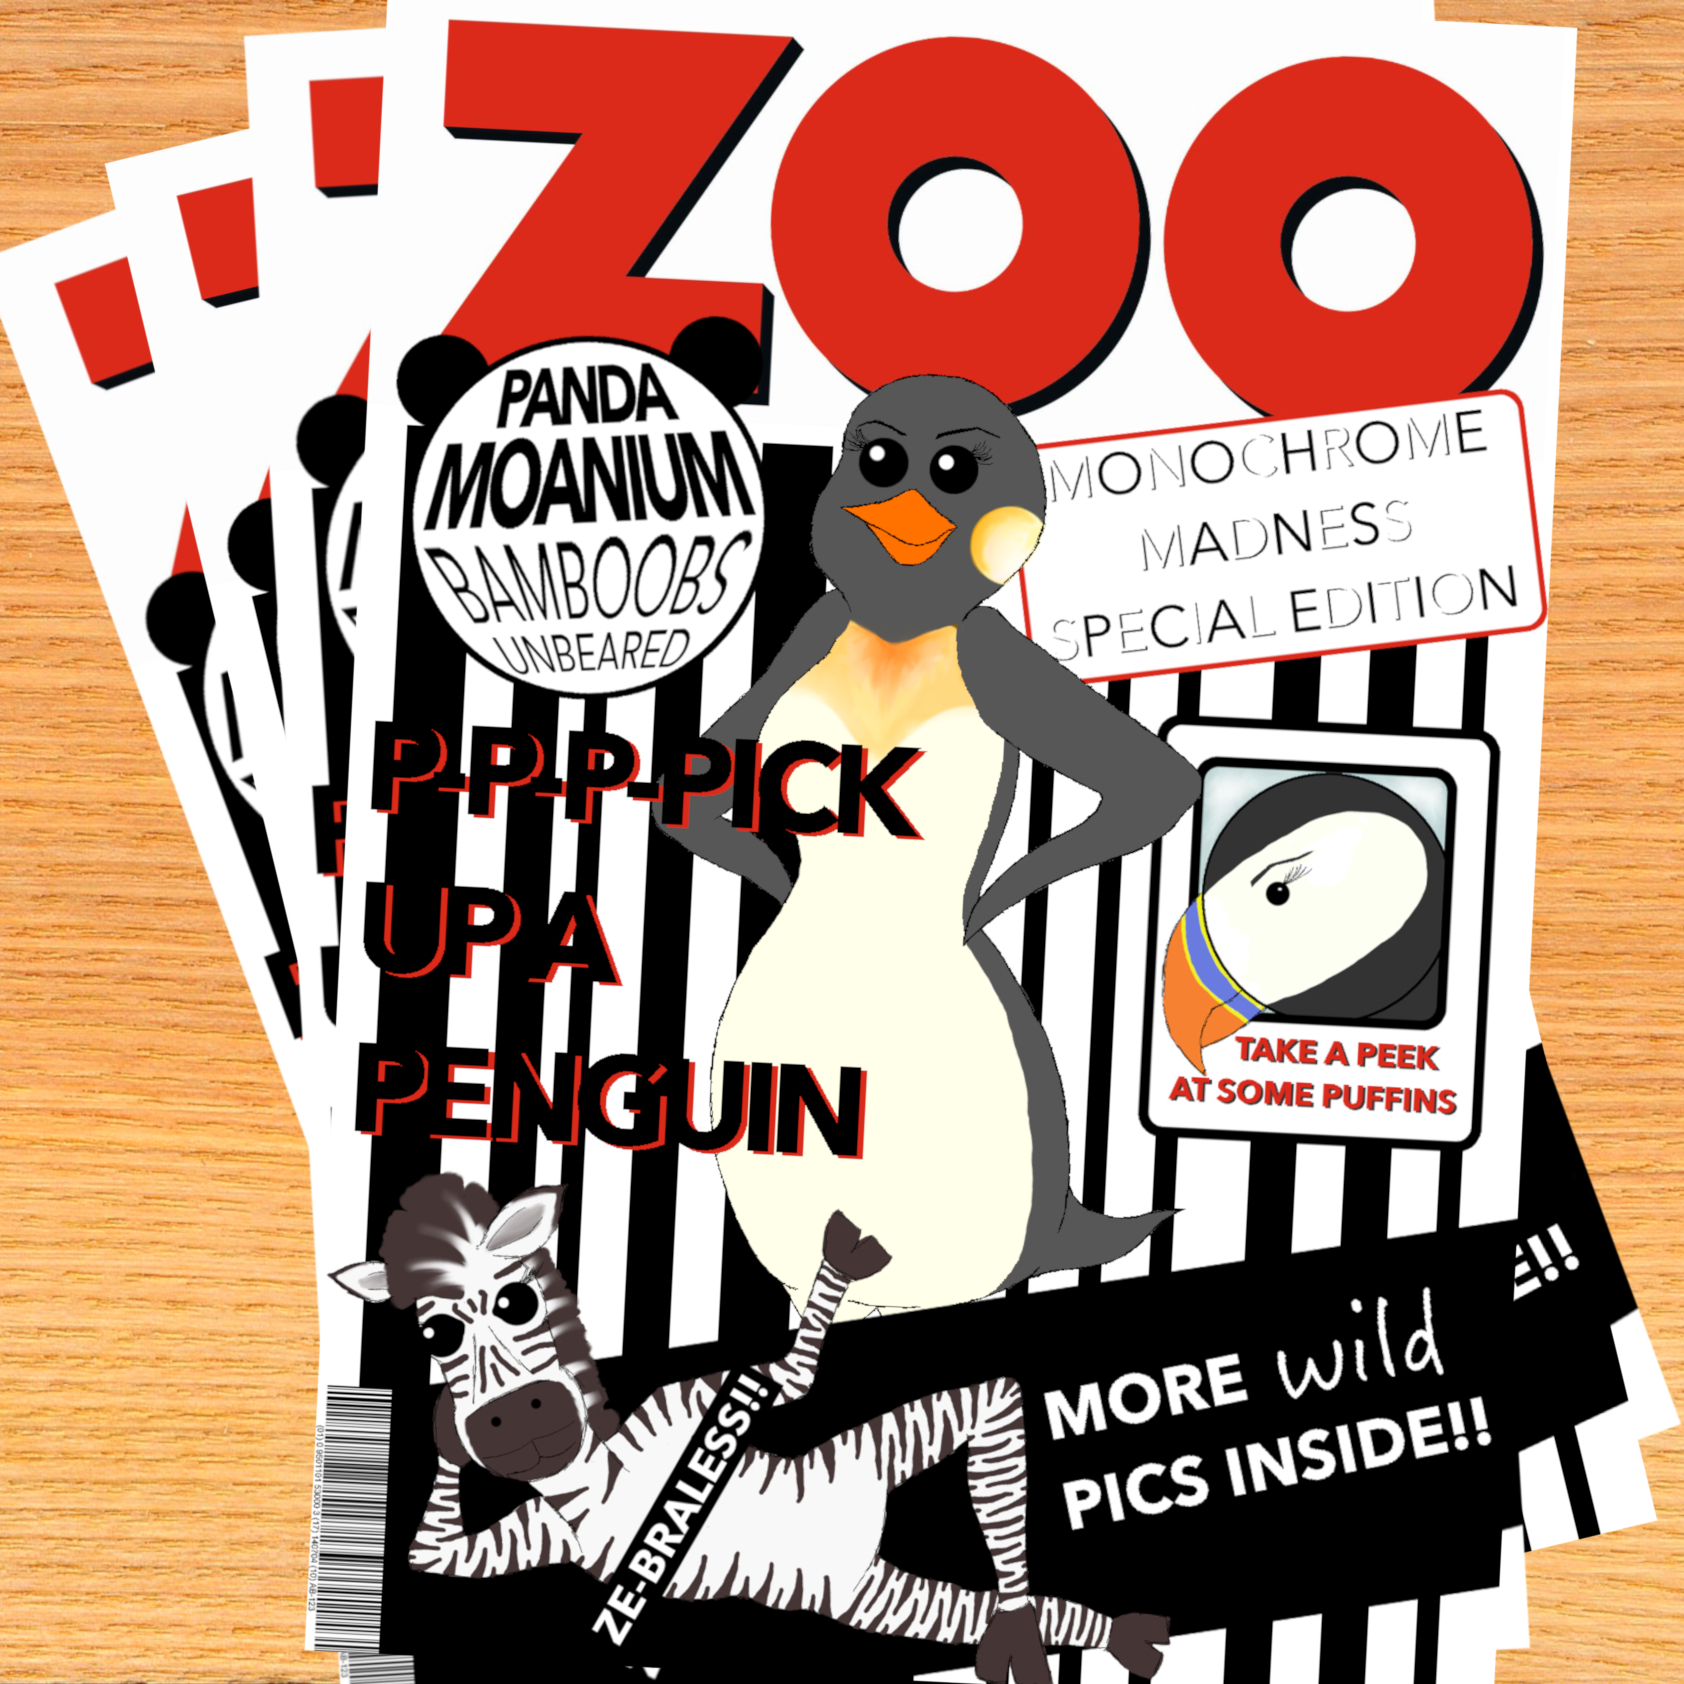 ZOO
PANDA
MOANIUM
BAMBOOBS
UNBEARED
MONOCHROME
MADNESS
SPECIAL EDITION
P-P-P-PICK
UP A
PENGUIN
TAKE A PEEK
AT SOME PUFFINS
ZE-BRALESS!!
MORE wild
PICS INSIDE!!
E!!